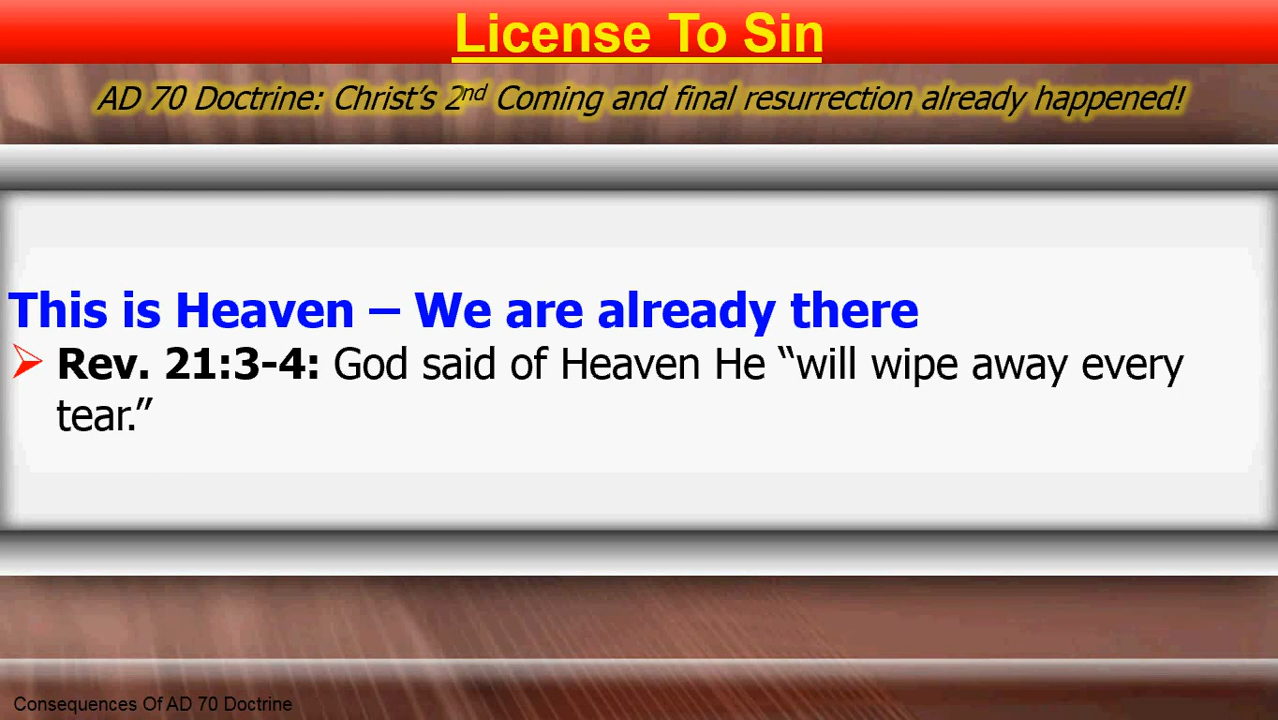 License To Sin
AD 70 Doctrine: Christ’s 2nd Coming and final resurrection already happened!
This is Heaven – We are already there
➢ Rev. 21:3-4: God said of Heaven He “will wipe away every
tear.”
Consequences Of AD 70 Doctrine